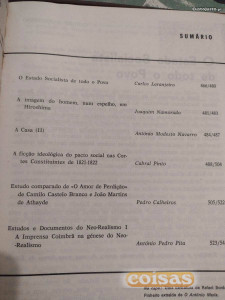 SUMÁRIO
O Estado Socialista de todo o Povo
Carlos
A imagem do homem, num espelho, em
Hiroshima
Joaquim Namorado
A Casa (II)
António Modesto Navarro
A ficção ideológica do pacto social nas Cor-
tes Constituintes de 1821-1822
Cabral Pinto
Estudo comparado de «O Amor de Perdição»
de Camilo Castelo Branco e João Martins
de Athayde
Pedro Calheiros
Estudos e Documentos do Neo-Realismo I
A Imprensa Coimbrã na génese do Neo-
-Realismo
António Pedro Pita
coisas